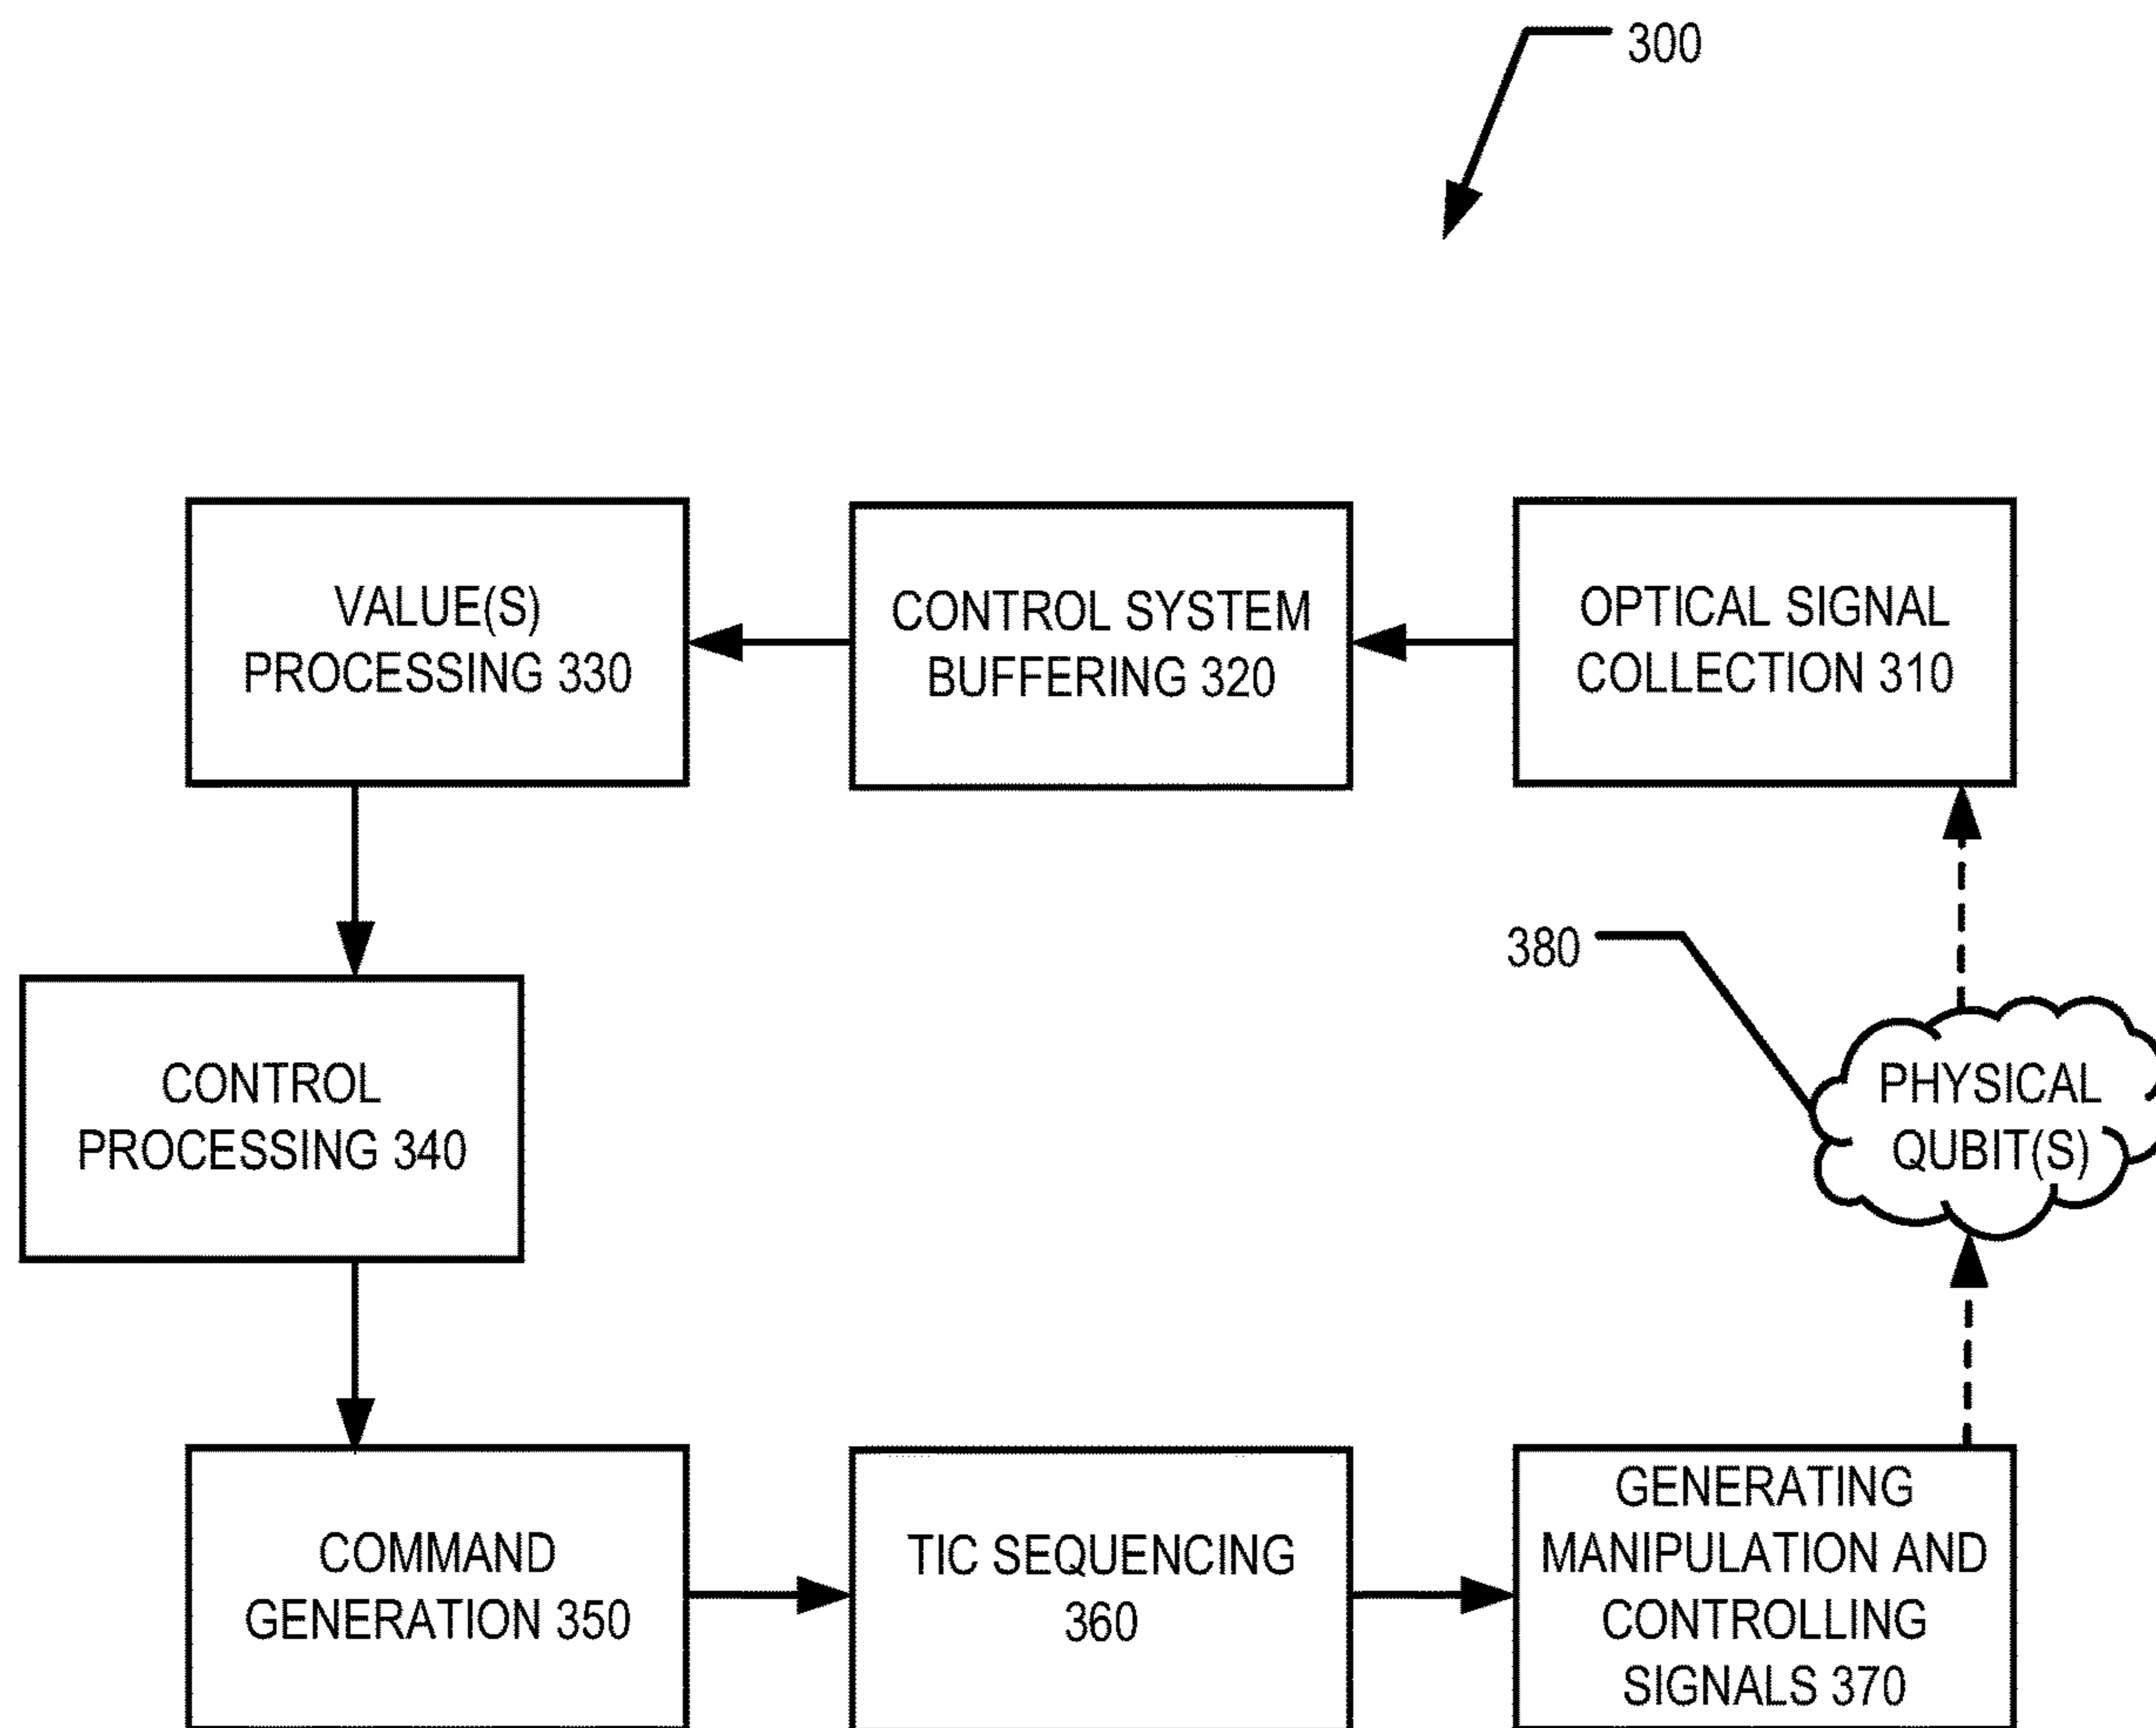 300
VALUE(S)
PROCESSING 330
CONTROL SYSTEM
BUFFERING 320
OPTICAL SIGNAL
COLLECTION 310
380
CONTROL
PROCESSING 340
PHYSICAL
QUBIT(S)
COMMAND
GENERATION 350
TIC SEQUENCING
360
GENERATING
MANIPULATION AND
CONTROLLING
SIGNALS 370